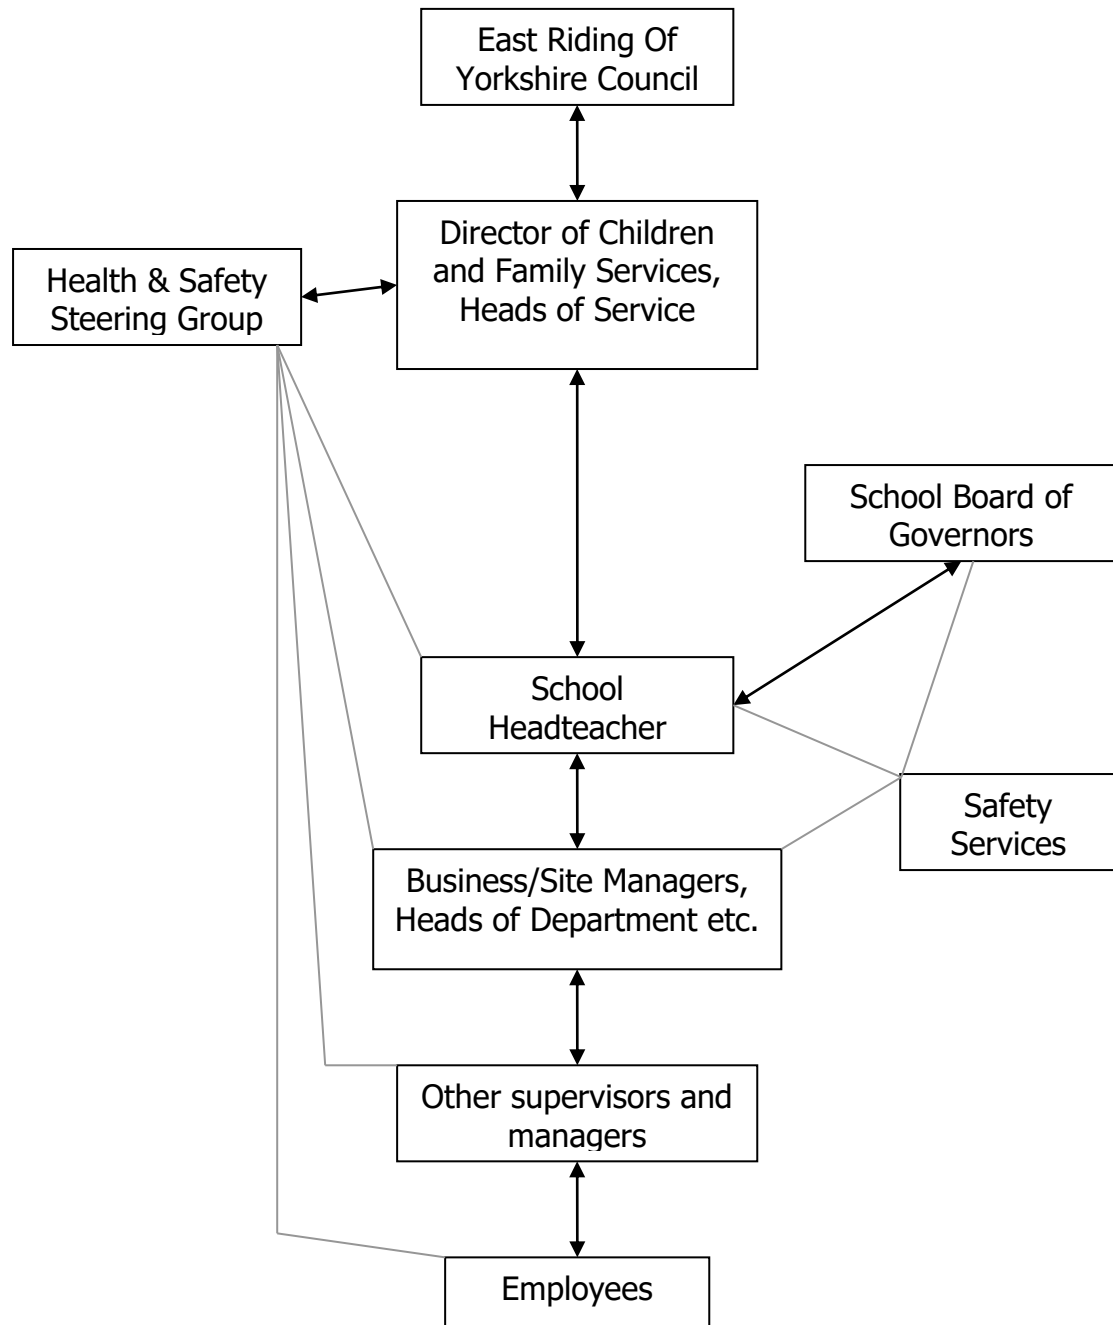 East Riding Of
Yorkshire Council
Director of Children
and Family Services,
Heads of Service
Health & Safety
Steering Group
School Board of
Governors
School
Headteacher
Safety
Services
Business/Site Managers,
Heads of Department etc.
Other supervisors and
managers
Employees